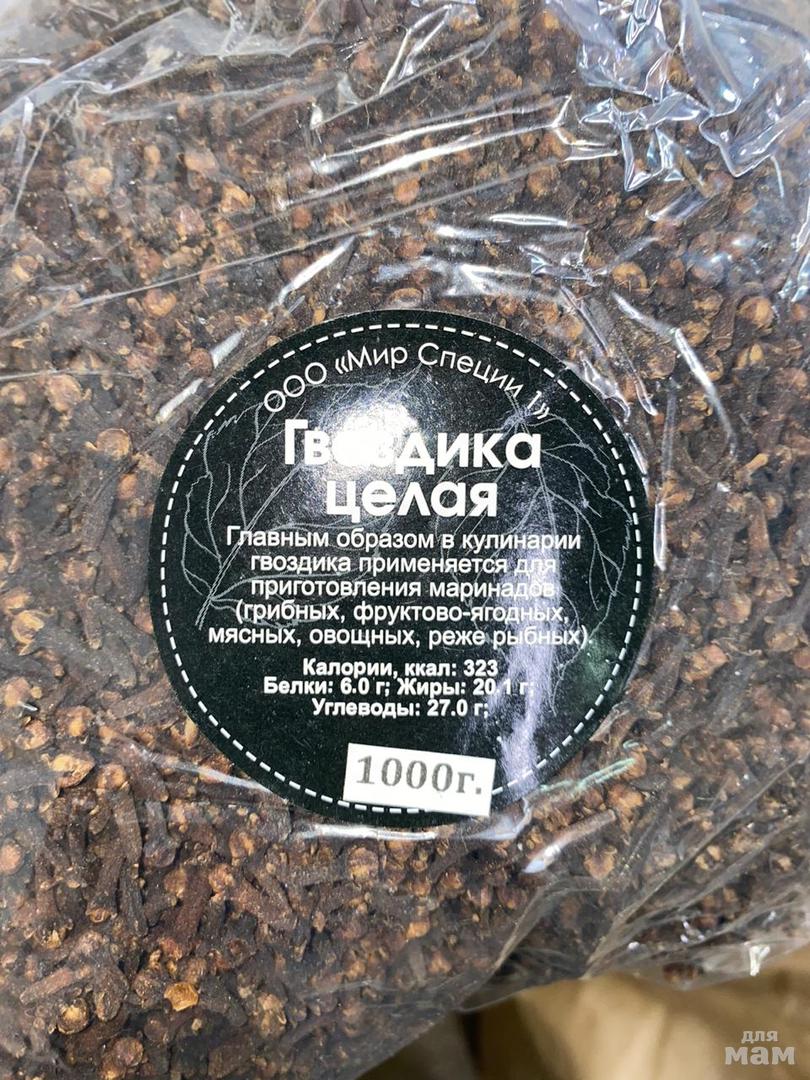 ООО «Мир Специи 1»
Гвоздика
целая
Главным образом в кулинарии
гвоздика применяется для
приготовления маринадов
(грибных, фруктово-ягодных,
мясных, овощных, реже рыбных).
Калории, ккал: 323
Белки: 6.0 г; Жиры: 20.1 г;
Углеводы: 27.0 г;
1000г.
для
мам